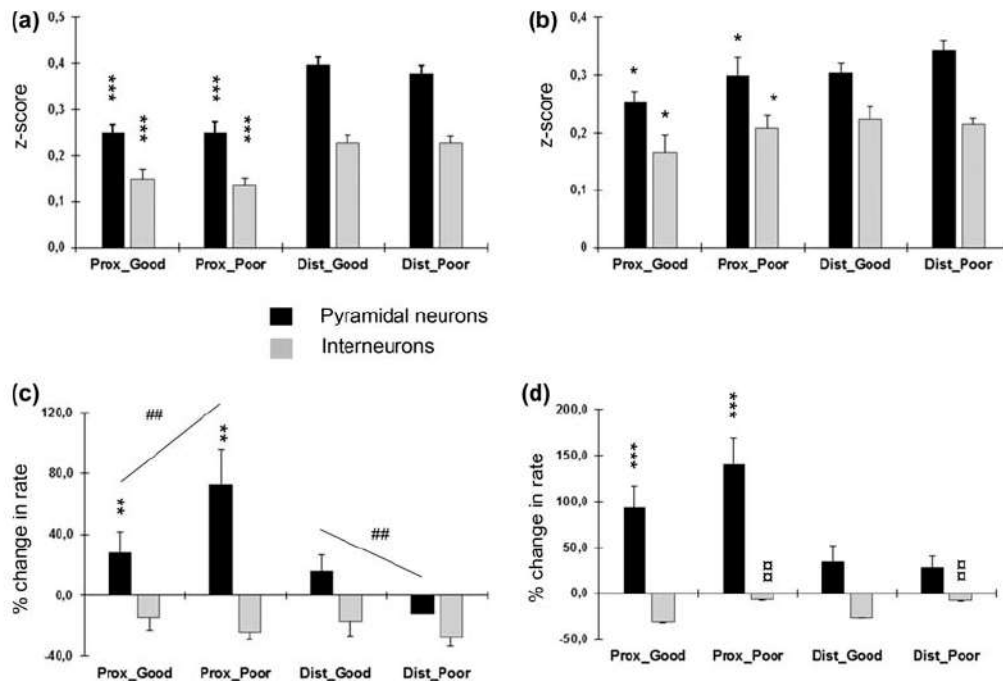 (a)
z-score
0,5
0,4
0,3
0,2
0,1
0,0
***
***
***
***
Prox_Good Prox_Poor Dist_Good Dist_Poor
(b)
z-score
0,4
0,3
0,2
0,1
0
*
*
*
*
Prox_Good Prox_Poor Dist_Good Dist_Poor
Pyramidal neurons
Interneurons
(c)
% change in rate
120,0
80,0
40,0
0,0
-40,0
##
**
**
##
Prox_Good Prox_Poor Dist_Good Dist_Poor
(d)
% change in rate
200,0
150,0
100,0
50,0
0,0
-50,0
***
***
¤¤
¤¤
Prox_Good Prox_Poor Dist_Good Dist_Poor